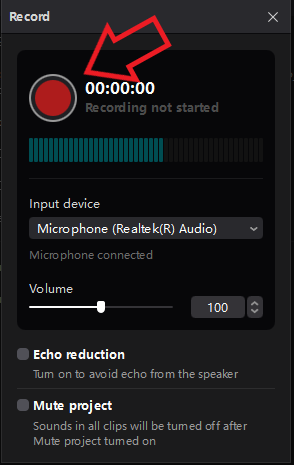 Record
00:00:00
Recording not started
Input device
Microphone (Realtek(R) Audio)
Microphone connected
Volume
100
Echo reduction
Turn on to avoid echo from the speaker
Mute project
Sounds in all clips will be turned off after
Mute project turned on